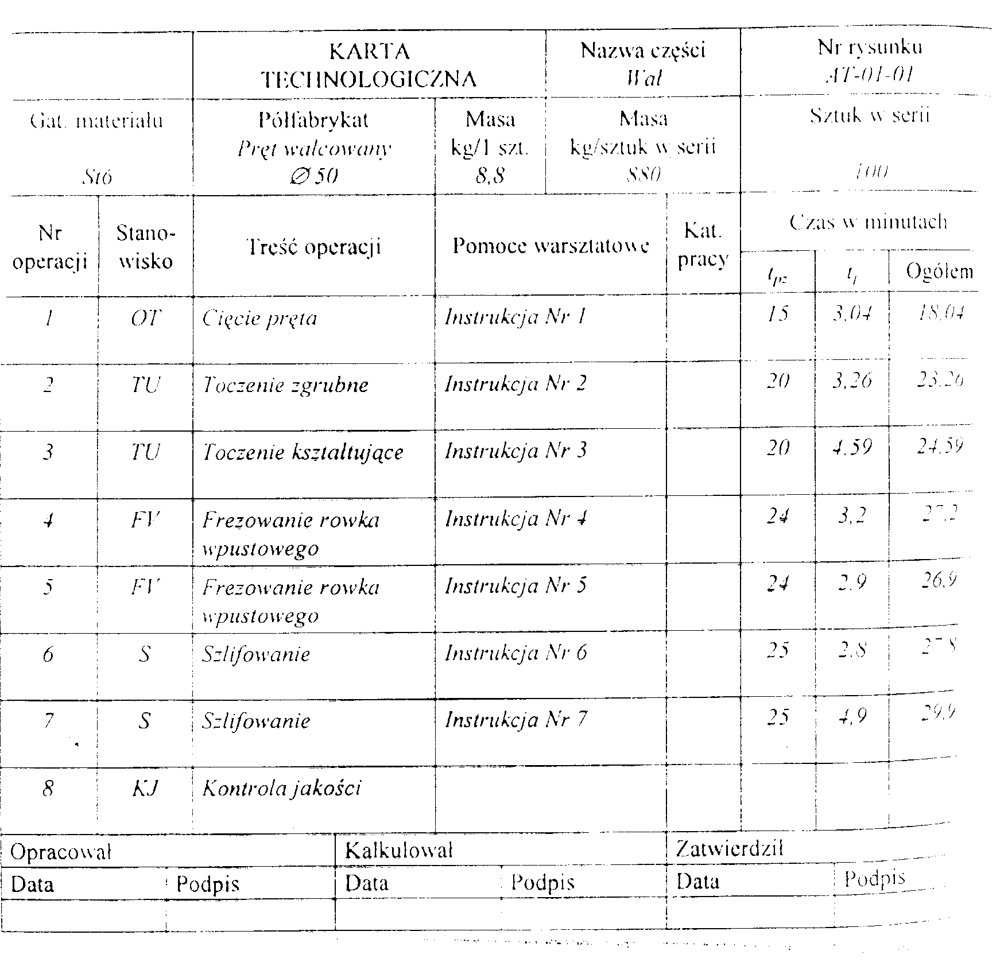 KARTA
TECHNOLOGICZNA
Nazwa części
Wał
Nr rysunku
AT-01-01
Gat. materiału
St6
Półfabrykat
Pręt walcowany
Ø 50
Masa
kg/1 szt.
8,8
Masa
kg/sztuk w serii
880
Sztuk w serii
100
Nr
operacji
Stano-
wisko
Treść operacji
Pomoce warsztatowe
Kat.
pracy
Czas w minutach
tpz
tj
Ogółem
1 OT Cięcie pręta Instrukcja Nr 1 15 3,04 18,04
2 TU Toczenie zgrubne Instrukcja Nr 2 20 3,26 23,26
3 TU Toczenie kształtujące Instrukcja Nr 3 20 4,59 24,59
4 FV Frezowanie rowka Instrukcja Nr 4 24 3,2 27,2
wpustowego
5 FV Frezowanie rowka Instrukcja Nr 5 24 2,9 26,9
wpustowego
6 S Szlifowanie Instrukcja Nr 6 25 2,8 27,8
7 S Szlifowanie Instrukcja Nr 7 25 4,9 29,9
8 KJ Kontrola jakości
Opracował Kalkulował Zatwierdził
Data Podpis Data Podpis Data Podpis